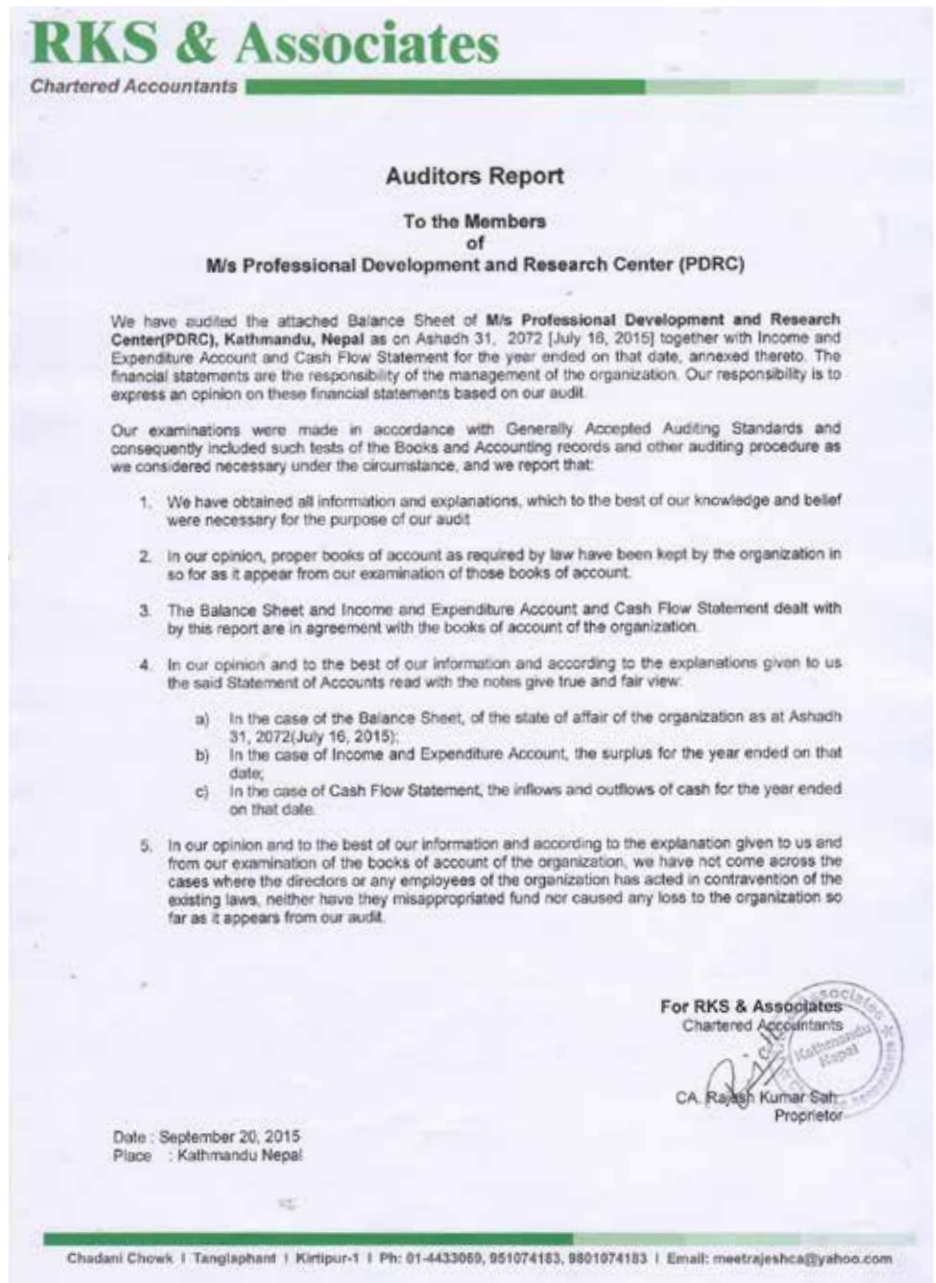 RKS & Associates
Chartered Accountants
Auditors Report
To the Members
of
M/s Professional Development and Research Center (PDRC)
We have audited the attached Balance Sheet of M/s Professional Development and Research
Center(PDRC), Kathmandu, Nepal as on Ashadh 31, 2072 [July 16, 2015] together with Income and
Expenditure Account and Cash Flow Statement for the year ended on that date, annexed thereto. The
financial statements are the responsibility of the management of the organization. Our responsibility is to
express an opinion on these financial statements based on our audit.
Our examinations were made in accordance with Generally Accepted Auditing Standards and
consequently included such tests of the Books and Accounting records and other auditing procedure as
we considered necessary under the circumstance, and we report that:
1. We have obtained all information and explanations, which to the best of our knowledge and belief
were necessary for the purpose of our audit
2. In our opinion, proper books of account as required by law have been kept by the organization in
so for as it appear from our examination of those books of account.
3. The Balance Sheet and Income and Expenditure Account and Cash Flow Statement dealt with
by this report are in agreement with the books of account of the organization.
4. In our opinion and to the best of our information and according to the explanations given to us
the said Statement of Accounts read with the notes give true and fair view:
a) In the case of the Balance Sheet, of the state of affair of the organization as at Ashadh
31, 2072(July 16, 2015);
b) In the case of Income and Expenditure Account, the surplus for the year ended on that
date;
c) In the case of Cash Flow Statement, the inflows and outflows of cash for the year ended
on that date.
5. In our opinion and to the best of our information and according to the explanation given to us and
from our examination of the books of account of the organization, we have not come across the
cases where the directors or any employees of the organization has acted in contravention of the
existing laws, neither have they misappropriated fund nor caused any loss to the organization so
far as it appears from our audit.
For RKS & Associates
Chartered Accountants
Associates
Kathmandu
Nepal
CA. Rajesh Kumar Sah
Proprietor
Date : September 20, 2015
Place : Kathmandu Nepal
Chadani Chowk | Tanglaphant | Kirtipur-1 | Ph: 01-4433069, 951074183, 9801974183 | Email: meetrajeshca@yahoo.com